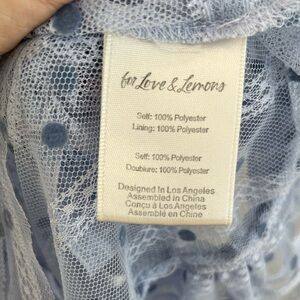 for Love & Lemons
Self: 100% Polyester
Lining: 100% Polyester
Self: 100% Polyester
Doublure: 100% Polyester
Designed In Los Angeles
Assembled in China
Conçu à Los Angeles
Assemblé en Chine